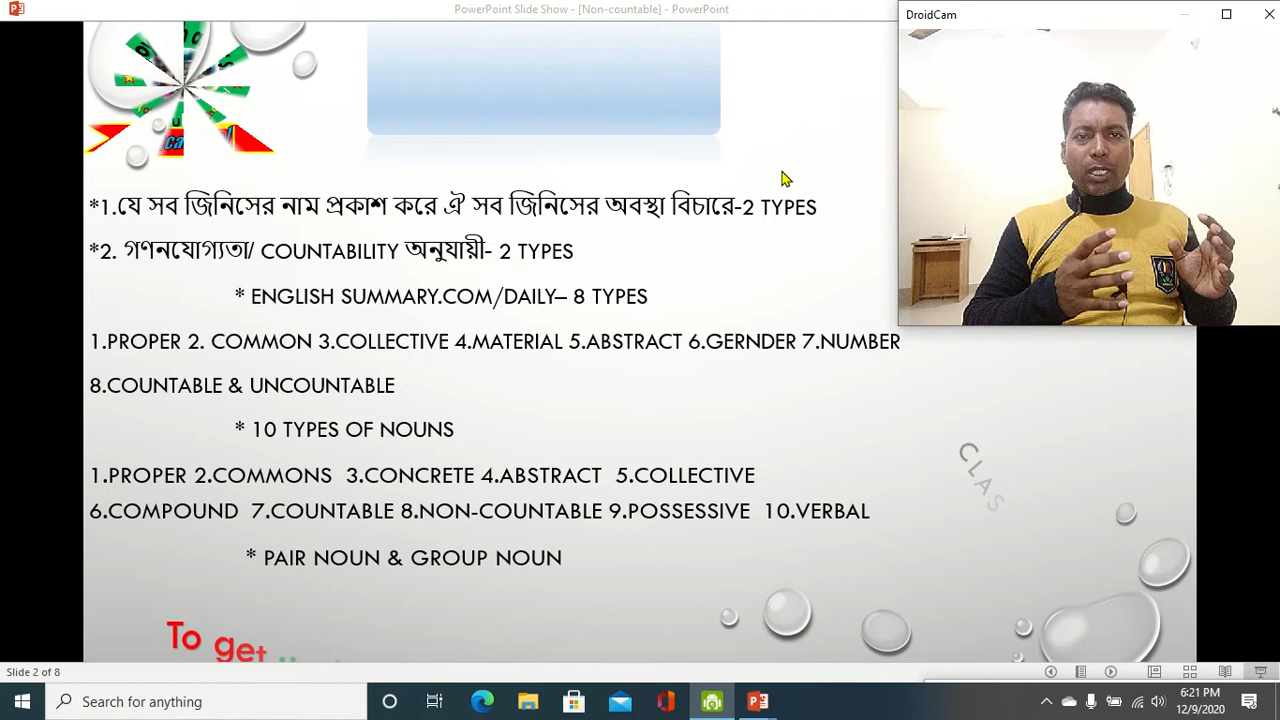 PowerPoint Slide Show - [Non-countable] - PowerPoint
DroidCam
*1.যে সব জিনিসের নাম প্রকাশ করে ঐ সব জিনিসের অবস্থা বিচারে-2 TYPES
*2. গণনযোগ্যতা/ COUNTABILITY অনুযায়ী- 2 TYPES
* ENGLISH SUMMARY.COM/DAILY– 8 TYPES
1.PROPER 2. COMMON 3.COLLECTIVE 4.MATERIAL 5.ABSTRACT 6.GERNDER 7.NUMBER
8.COUNTABLE & UNCOUNTABLE
* 10 TYPES OF NOUNS
1.PROPER 2.COMMONS 3.CONCRETE 4.ABSTRACT 5.COLLECTIVE
6.COMPOUND 7.COUNTABLE 8.NON-COUNTABLE 9.POSSESSIVE 10.VERBAL
* PAIR NOUN & GROUP NOUN
CLAS
To get
Slide 2 of 8
Search for anything
6:21 PM
12/9/2020